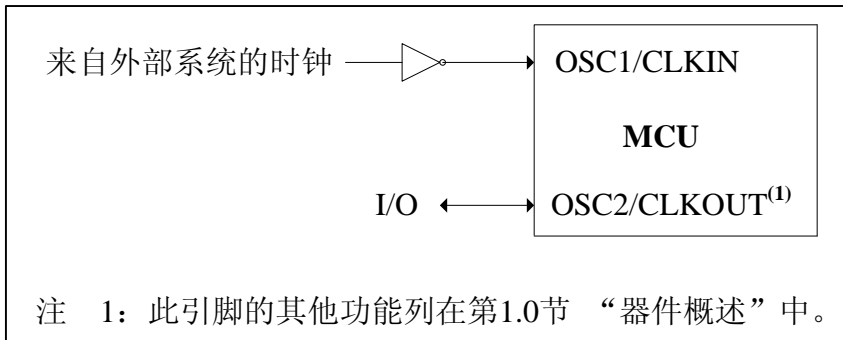 来自外部系统的时钟
OSC1/CLKIN
MCU
I/O
OSC2/CLKOUT(1)
注 1：此引脚的其他功能列在第1.0节 “器件概述”中。